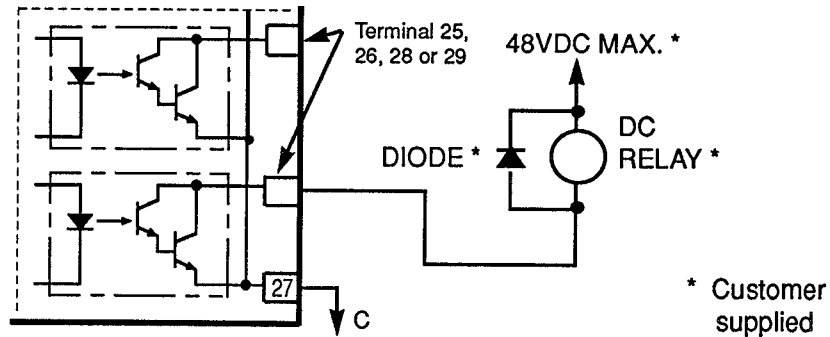 Terminal 25,
26, 28 or 29
48VDC MAX. *
DIODE *
DC
RELAY *
27
C
* Customer
supplied